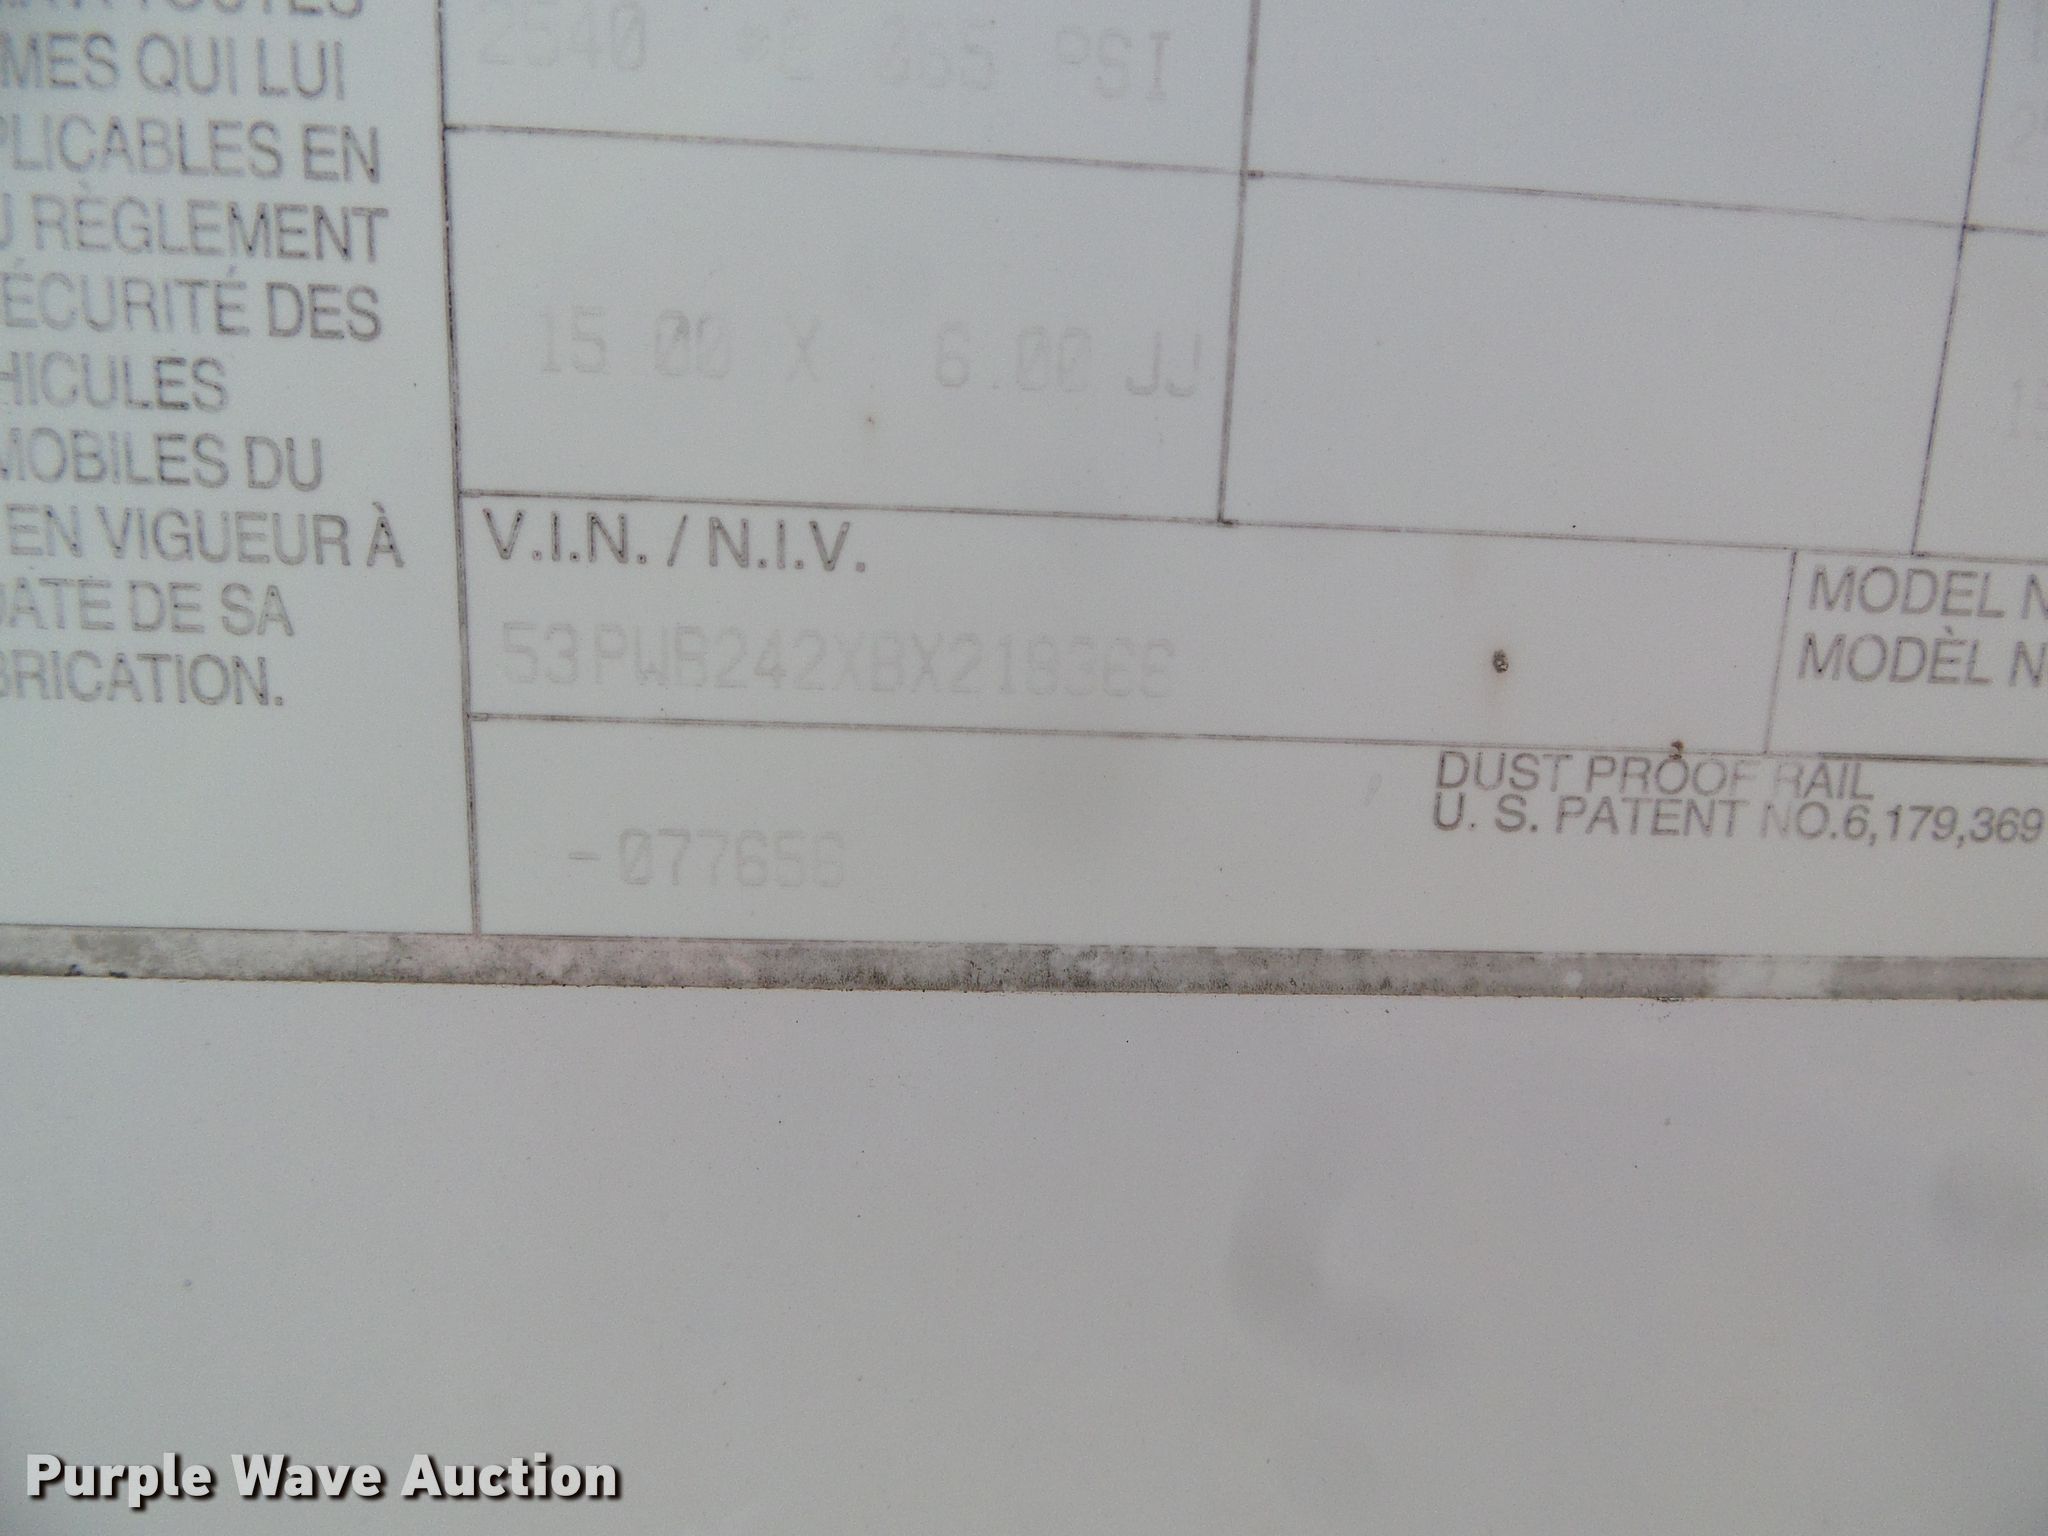 MES QUI LUI
PLICABLES EN
U RÈGLEMENT
ÉCURITÉ DES
HICULES
MOBILES DU
EN VIGUEUR À
DATE DE SA
BRICATION.
2540 PSI
15 00 X 6.00 JJ
V.I.N. / N.I.V.
MODEL N
MODÈL N
DUST PROOF RAIL
U. S. PATENT NO.6,179,369
-077656
Purple Wave Auction